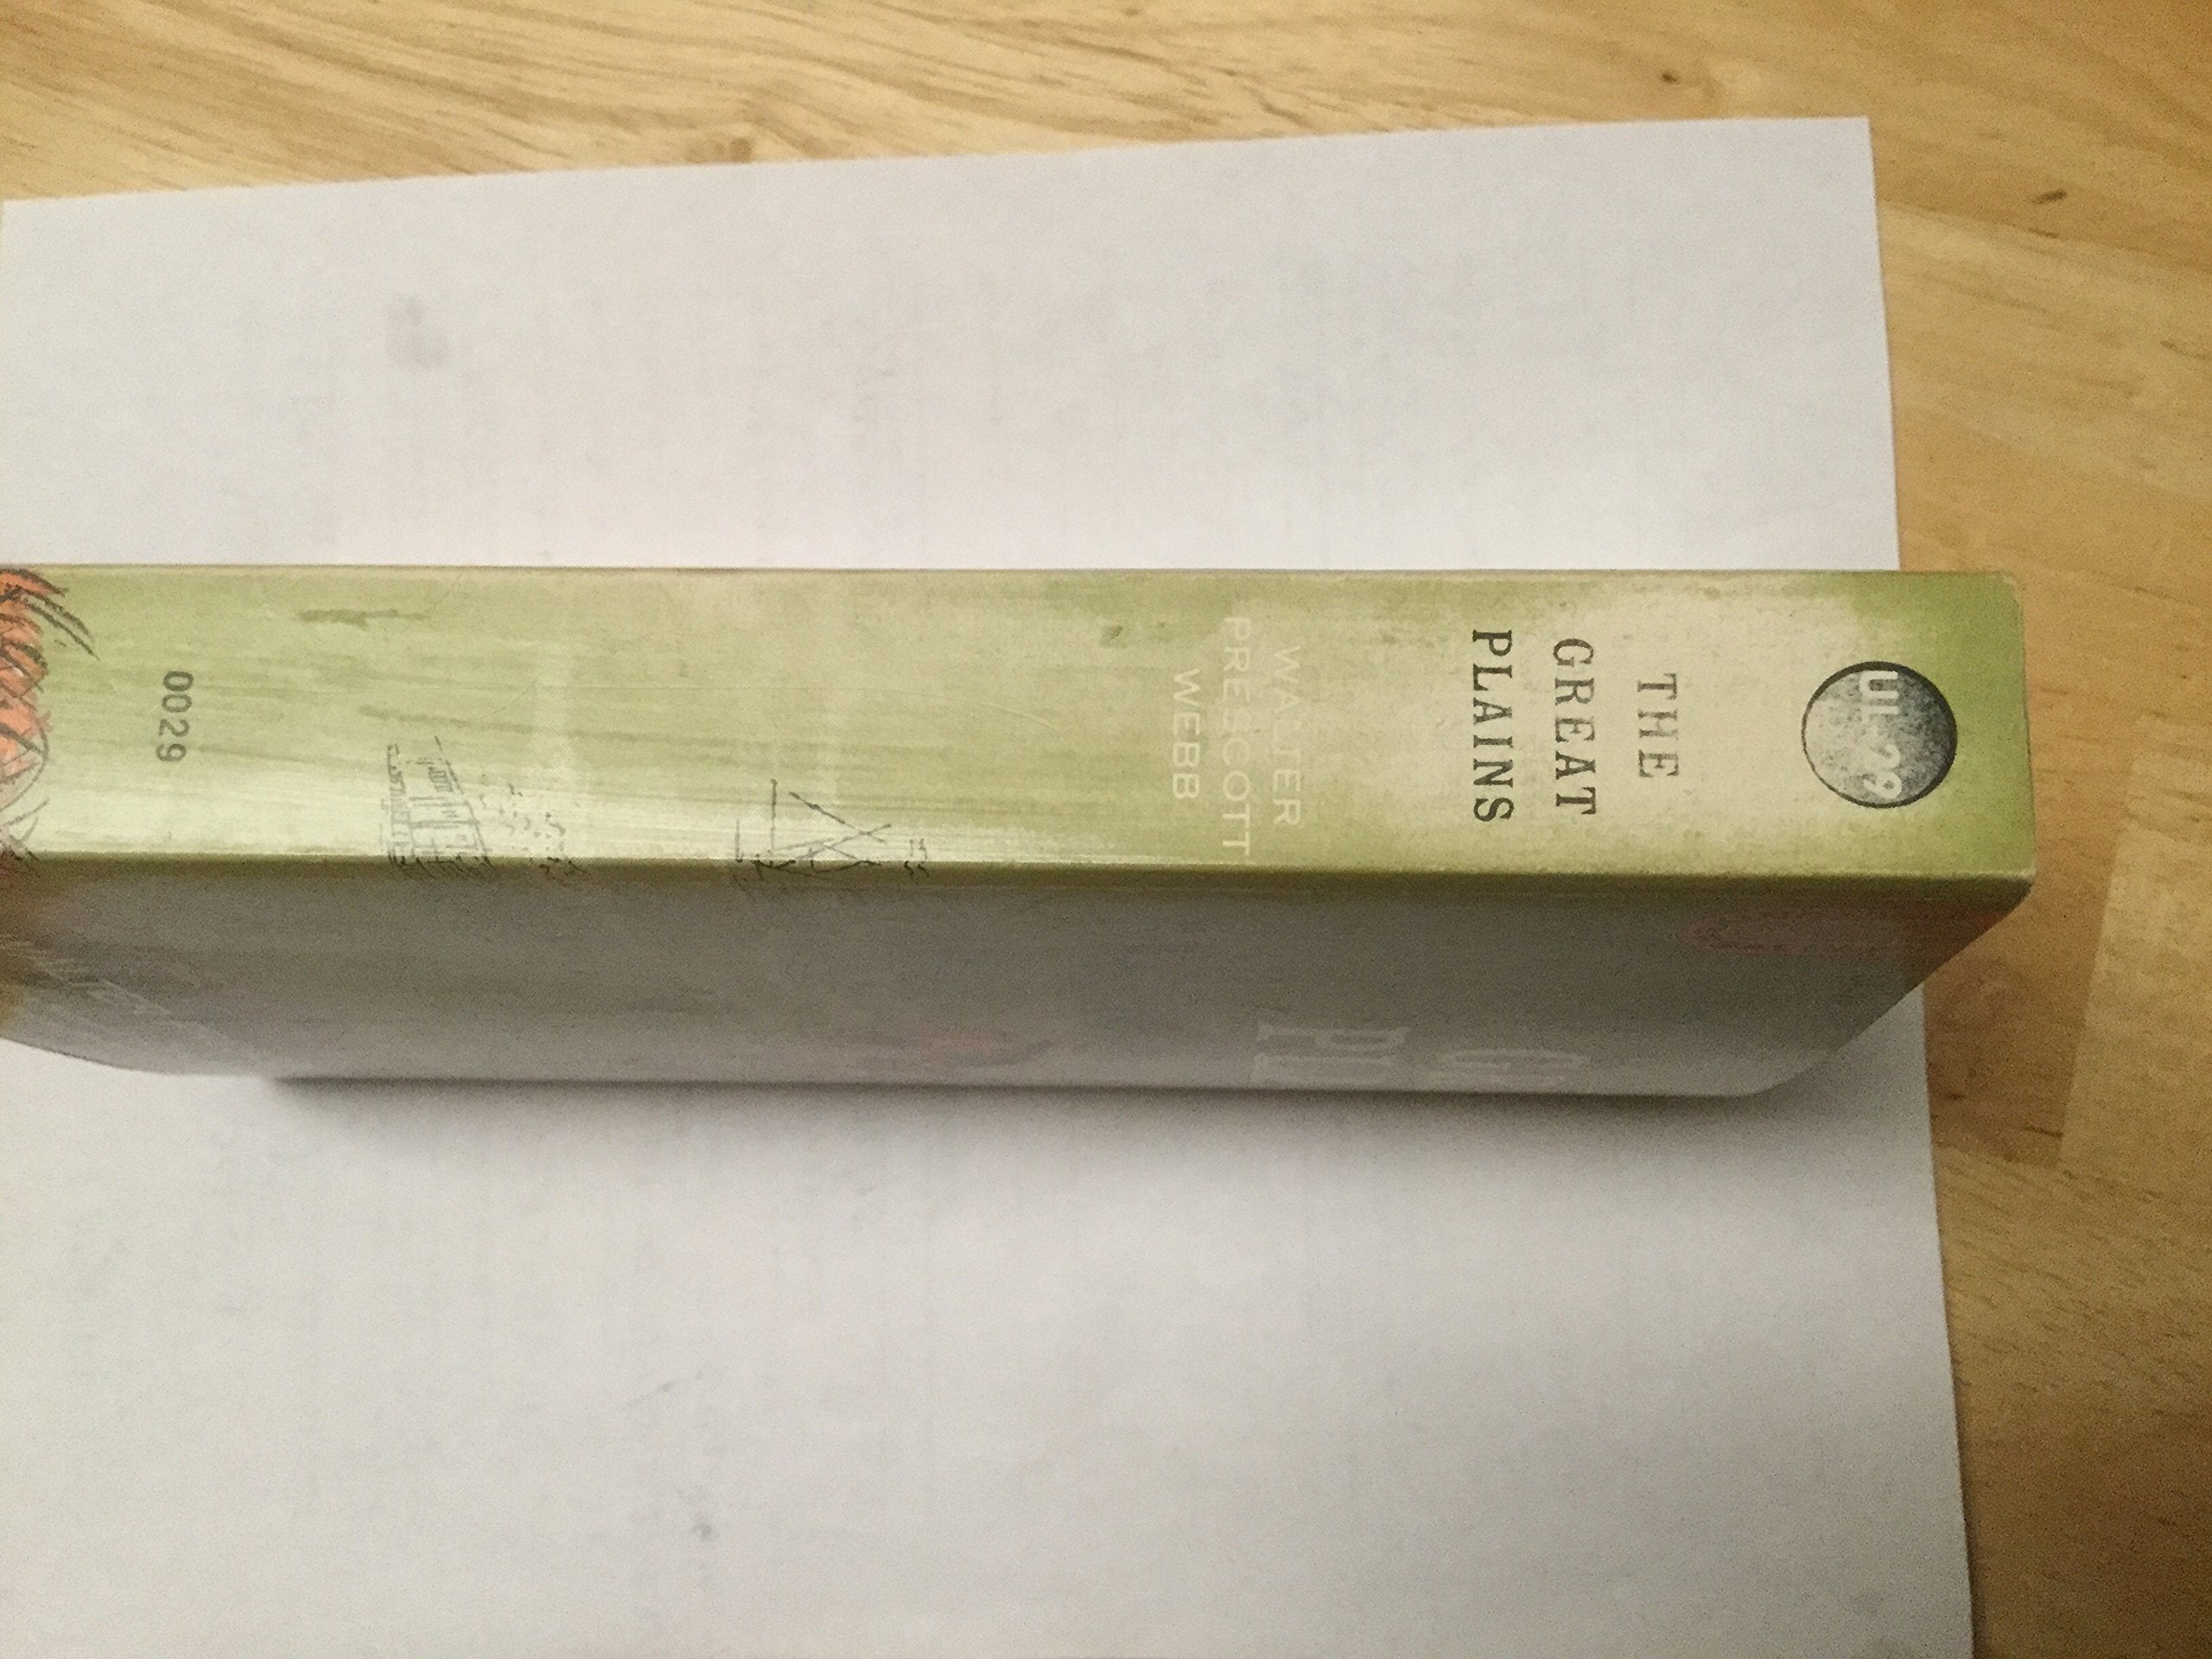 UL-29
THE
GREAT
PLAINS
WALTER
PRESCOTT
WEBB
0029